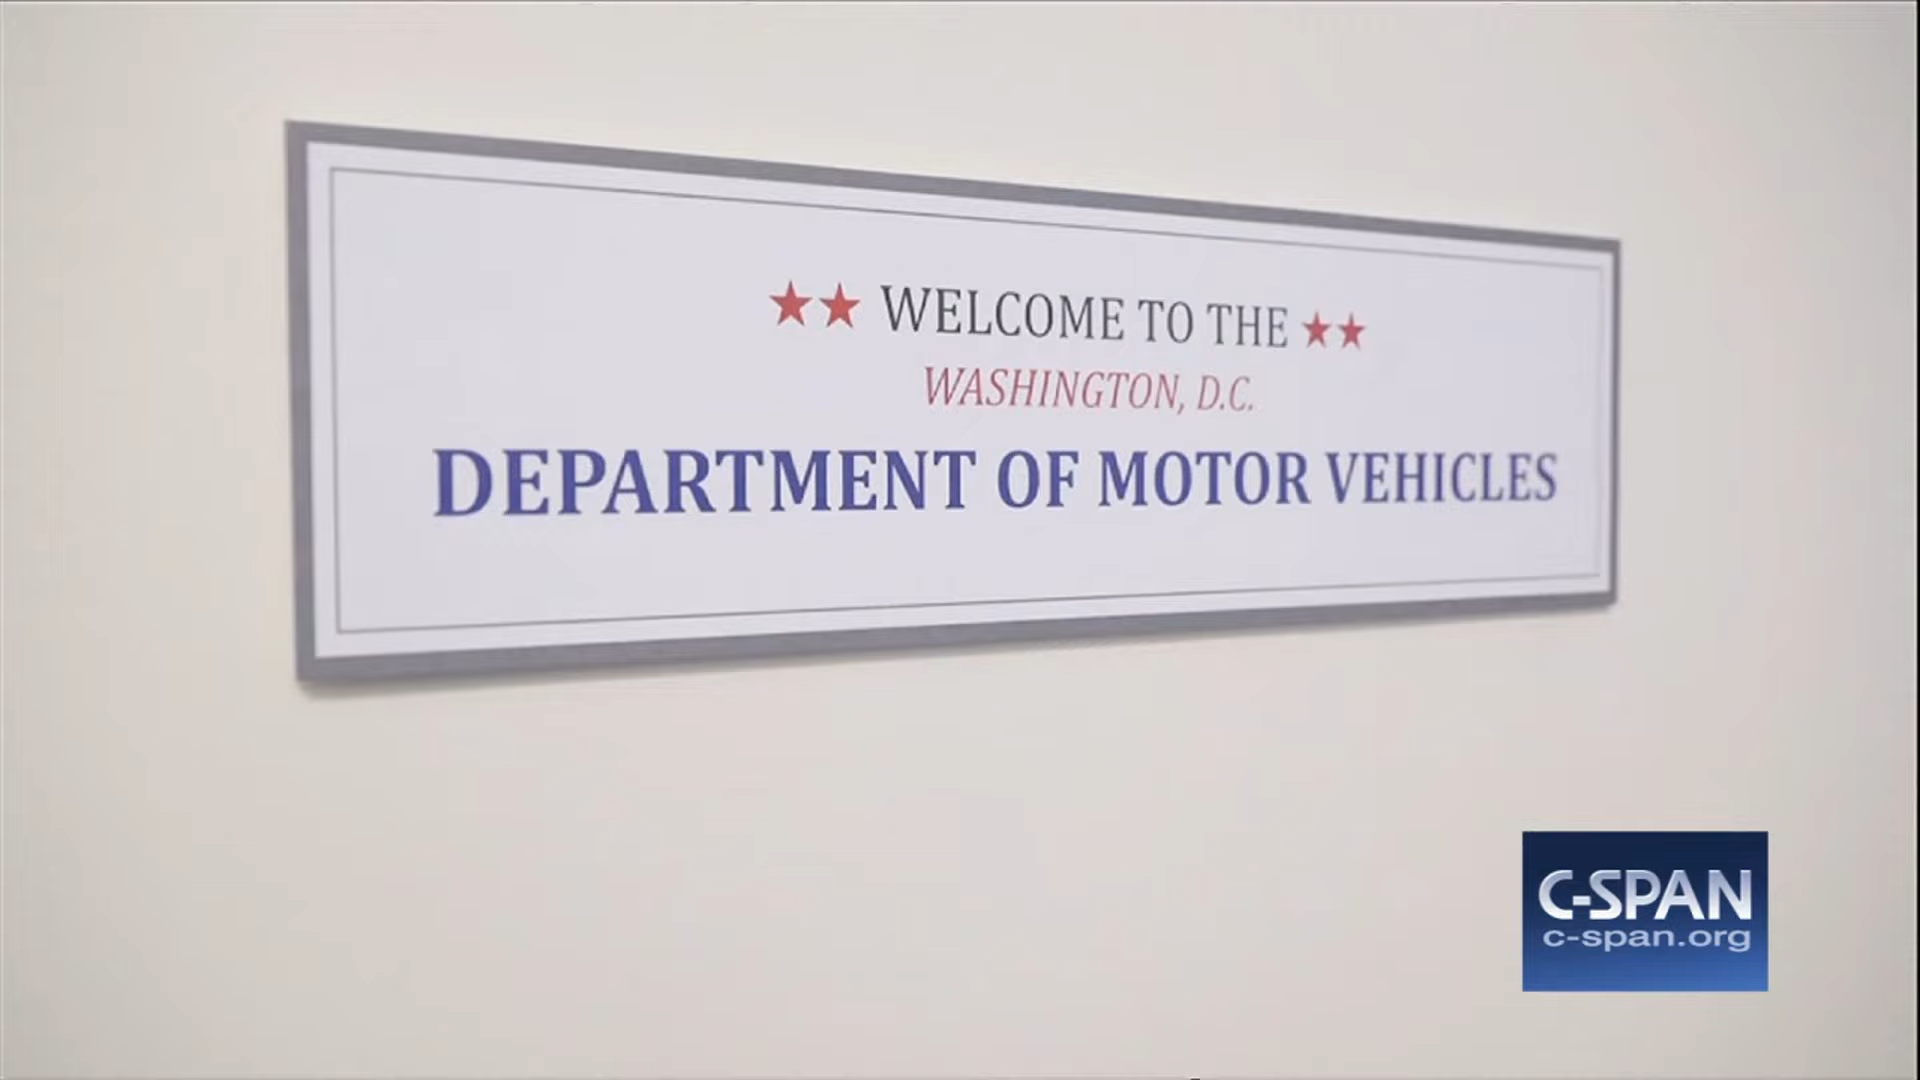 ★★ WELCOME TO THE ★★
WASHINGTON, D.C.
DEPARTMENT OF MOTOR VEHICLES
C-SPAN
c-span.org